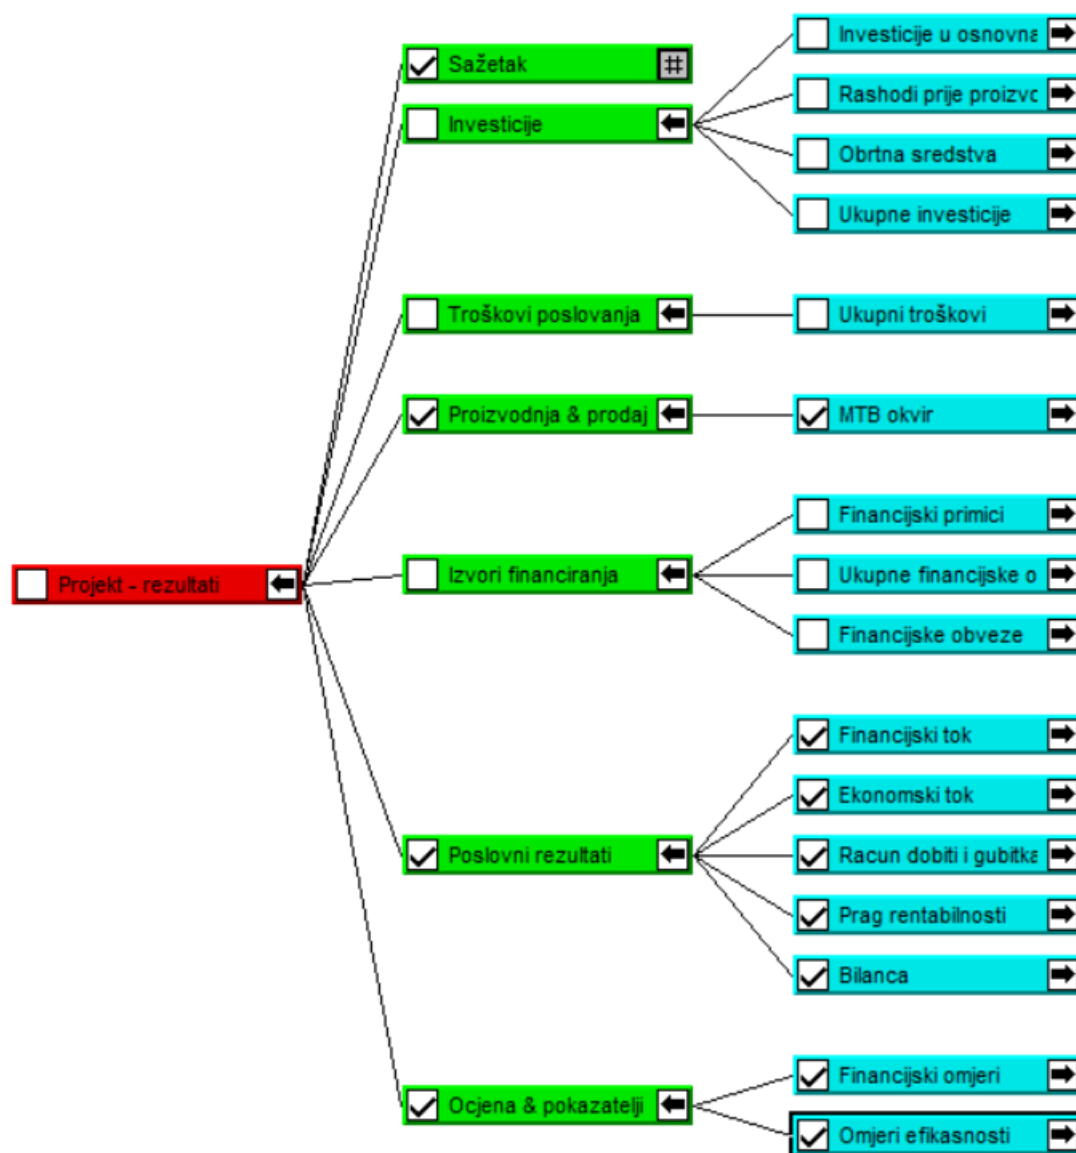 Projekt - rezultati
Sažetak
Investicije
Investicije u osnovna
Rashodi prije proizvo
Obrtna sredstva
Ukupne investicije
Troškovi poslovanja
Ukupni troškovi
Proizvodnja & prodaj
MTB okvir
Izvori financiranja
Financijski primici
Ukupne financijske o
Financijske obveze
Poslovni rezultati
Financijski tok
Ekonomski tok
Racun dobiti i gubitka
Prag rentabilnosti
Bilanca
Ocjena & pokazatelji
Financijski omjeri
Omjeri efikasnosti